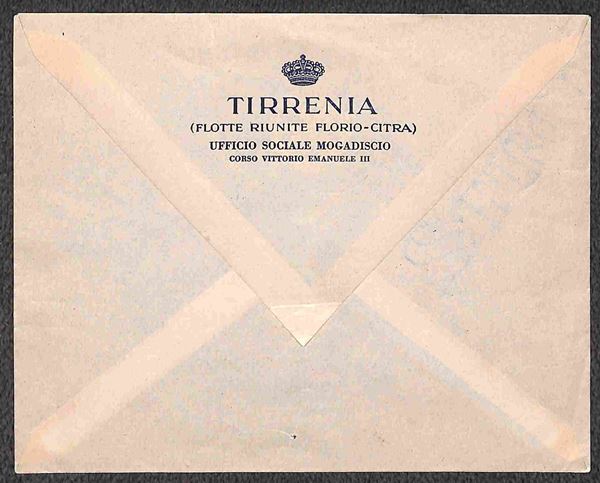 TIRRENIA
(FLOTTE RIUNITE FLORIO-CITRA)
UFFICIO SOCIALE MOGADISCIO
CORSO VITTORIO EMANUELE III